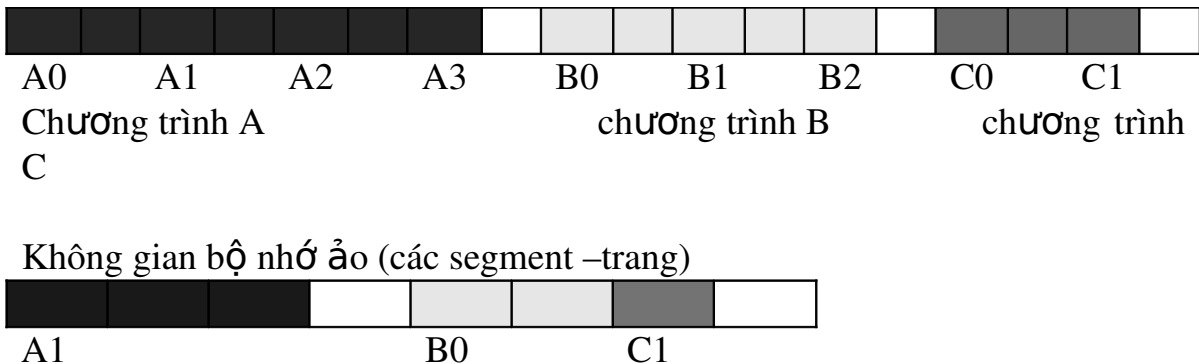 A0 A1 A2 A3 B0 B1 B2 C0 C1
Chương trình A chương trình B chương trình
C
Không gian bộ nhớ ảo (các segment –trang)
A1 B0 C1